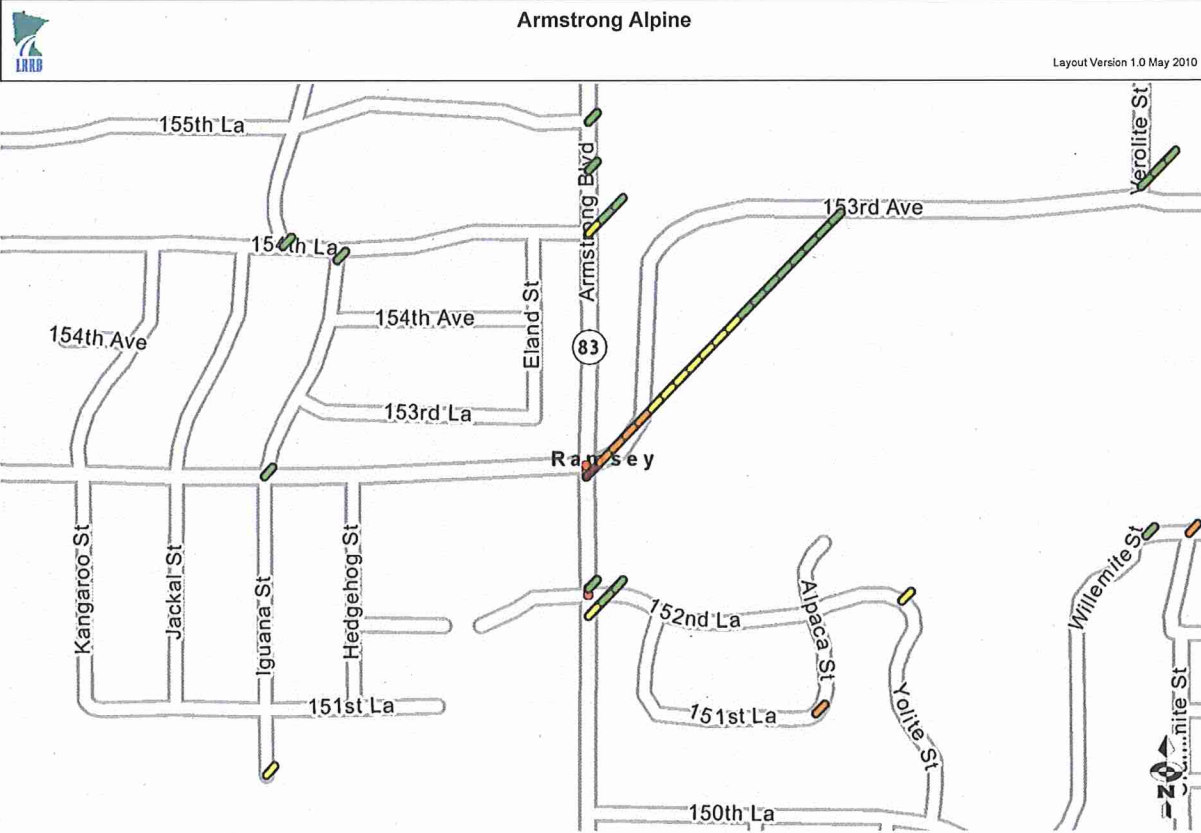 Armstrong Alpine
LRRB
Layout Version 1.0 May 2010
155th La
Armstrong Blvd
153rd Ave
154th La
154th Ave
Eland St
154th Ave
83
153rd La
Ramsey
Kangaroo St
Jackal St
Iguana St
Hedgehog St
152nd La
Alpaca St
Willemite St
151st La
151st La
Yolite St
N
150th La